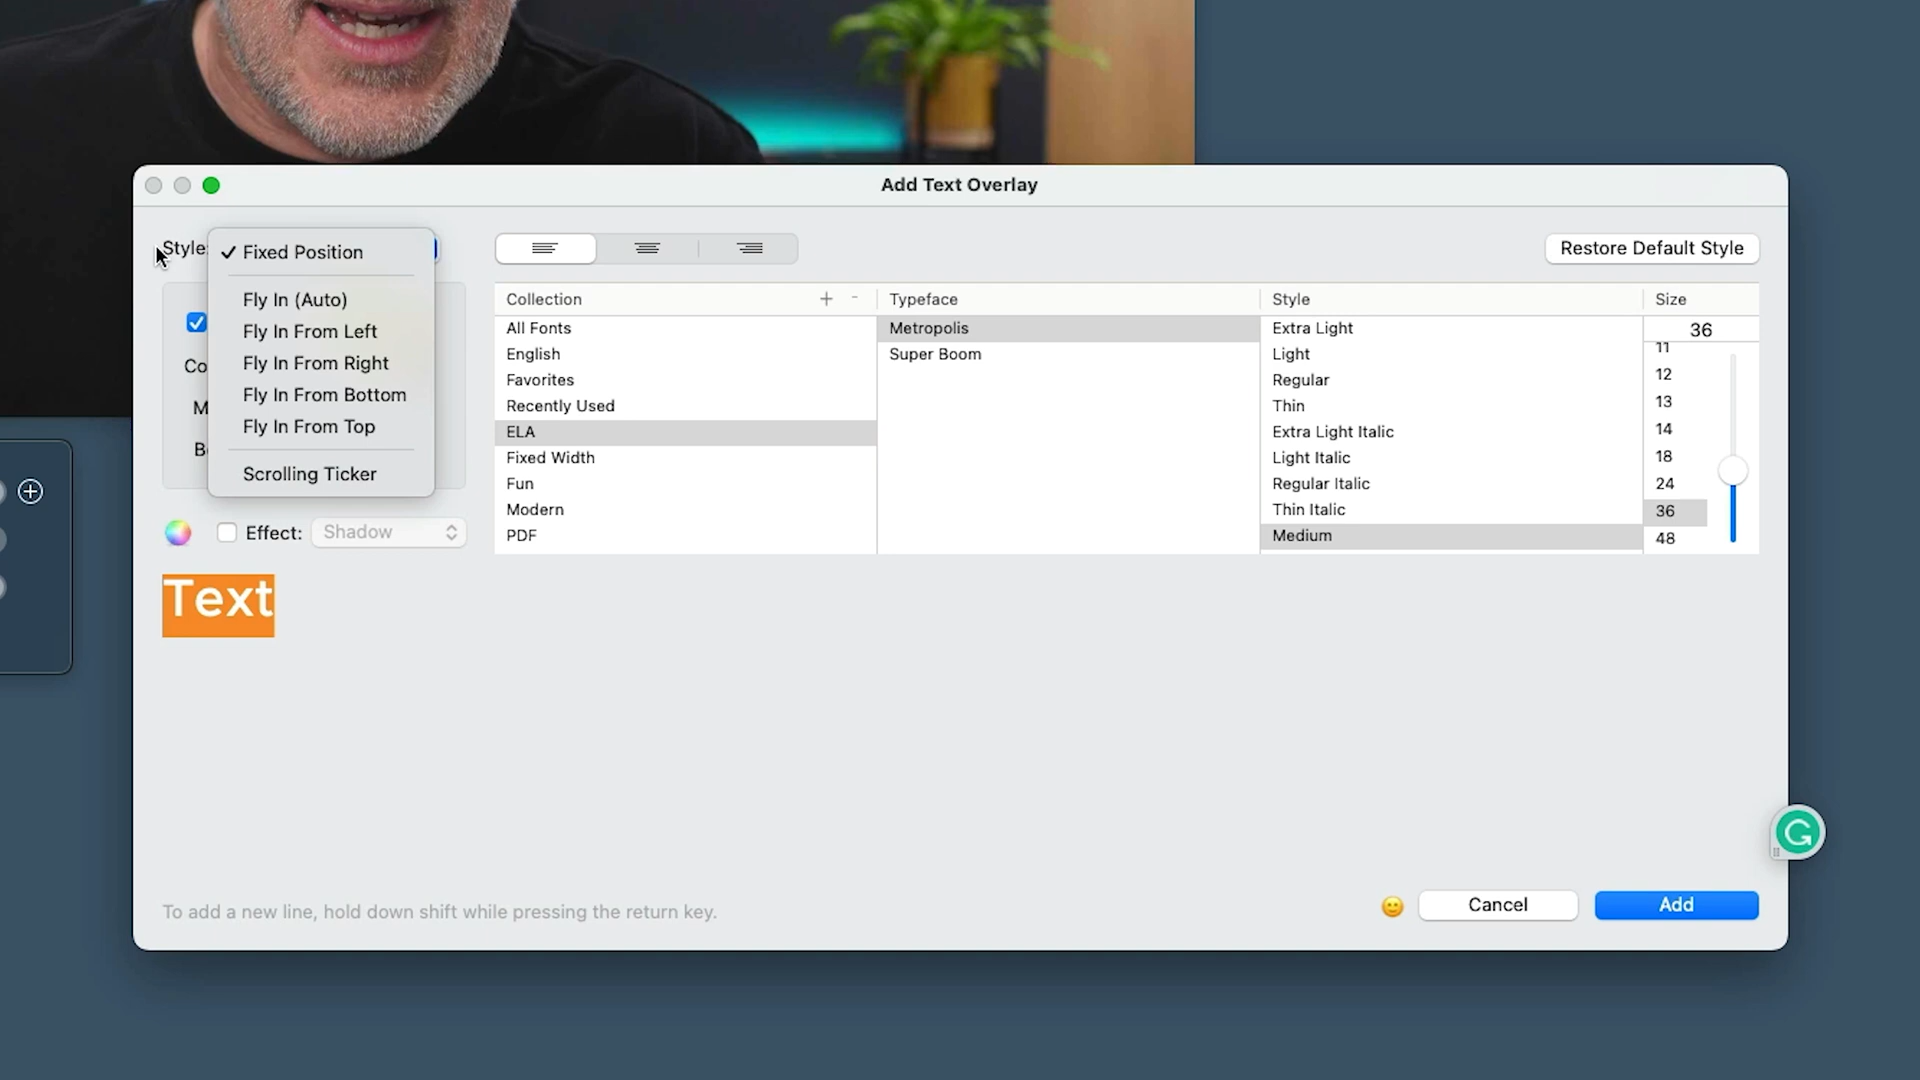 Add Text Overlay
Style:
✓ Fixed Position
Fly In (Auto)
Fly In From Left
Fly In From Right
Fly In From Bottom
Fly In From Top
Scrolling Ticker
Co
M
B
Effect:
Shadow
Text
Restore Default Style
Collection
+ -
All Fonts
English
Favorites
Recently Used
ELA
Fixed Width
Fun
Modern
PDF
Typeface
Metropolis
Super Boom
Style
Extra Light
Light
Regular
Thin
Extra Light Italic
Light Italic
Regular Italic
Thin Italic
Medium
Size
36
11
12
13
14
18
24
36
48
To add a new line, hold down shift while pressing the return key.
Cancel
Add